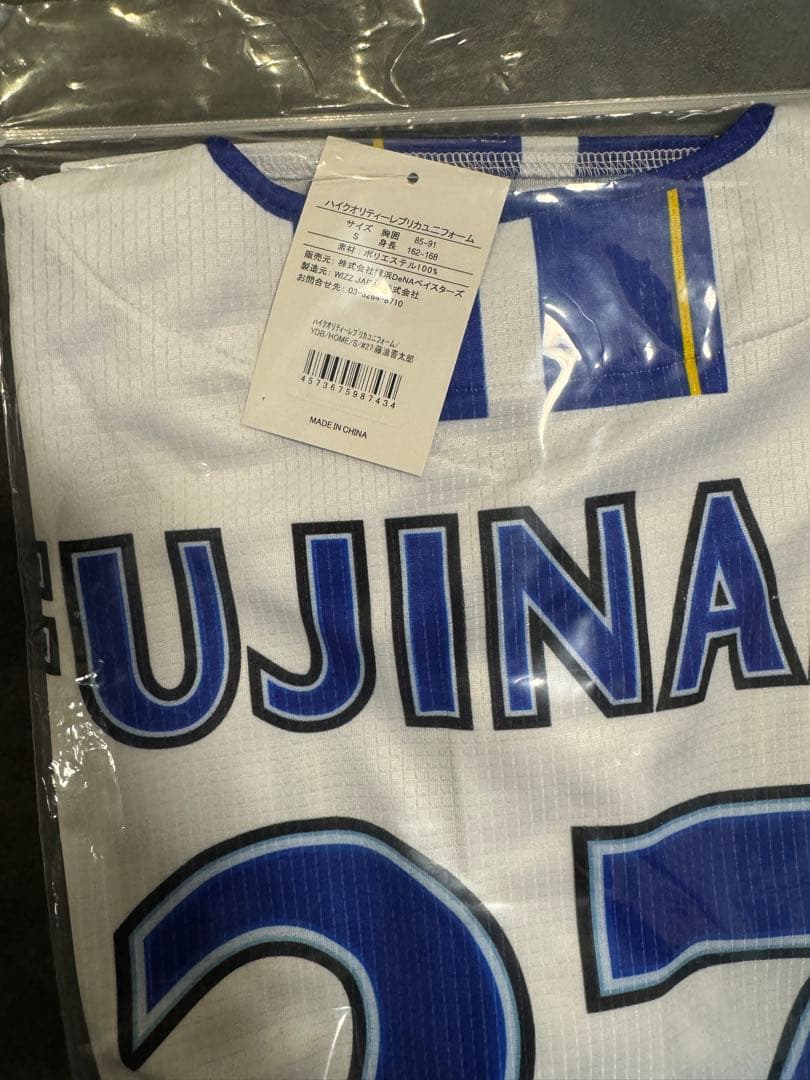 ハイクオリティーレプリカユニフォーム
サイズ 胸囲 85-91
S 身長 162~168
素材:ポリエステル100%
販売元:株式会社横浜DeNAベイスターズ
製造元:WIZZ JAPAN株式会社
お問合せ先:03-5264-6710
ハイクオリティーレプリカユニフォーム/
YDB/HOME/S/#27.藤浪晋太郎
4573675987434
MADE IN CHINA
FUJINA
27